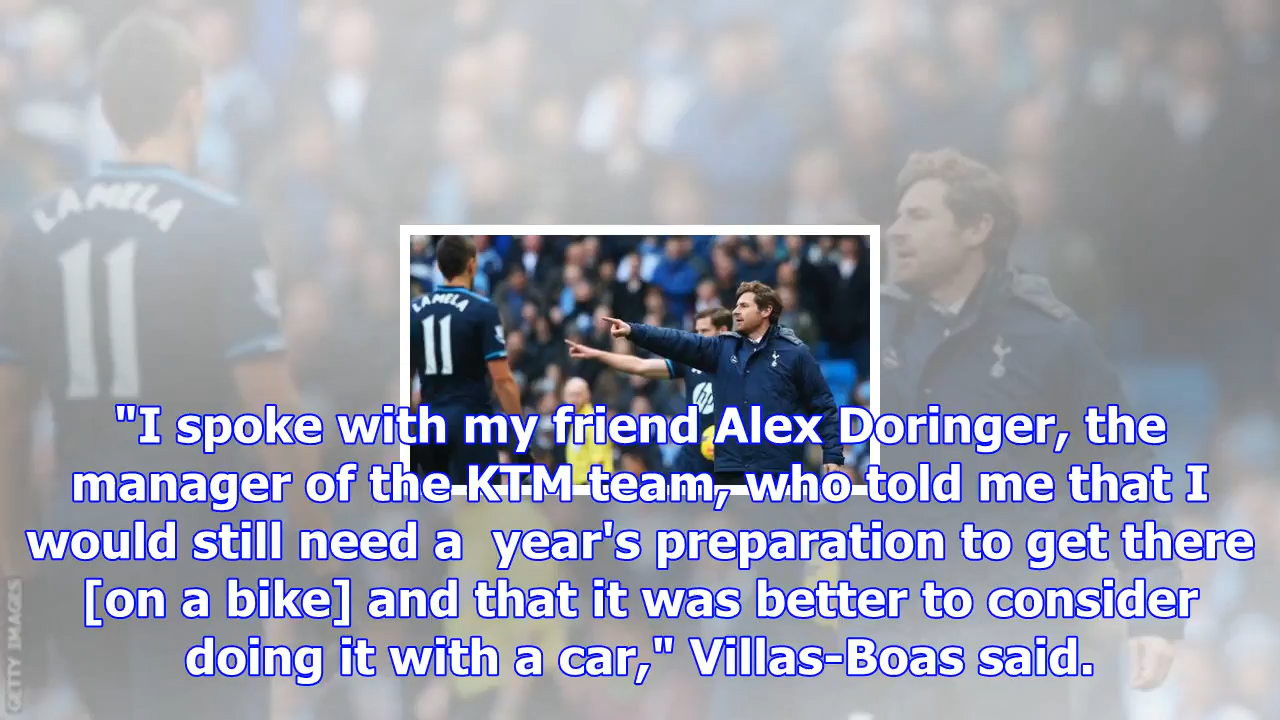 LAMELA
11
LAMELA
11
hp
"I spoke with my friend Alex Doringer, the
manager of the KTM team, who told me that I
would still need a  year's preparation to get there
[on a bike] and that it was better to consider
doing it with a car," Villas-Boas said.
GETTY IMAGES